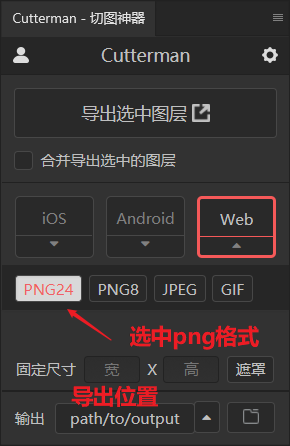 Cutterman - 切图神器
Cutterman
导出选中图层
合并导出选中的图层
iOS Android Web
PNG24 PNG8 JPEG GIF
选中png格式
固定尺寸 宽 X 高 遮罩
导出位置
输出 path/to/output